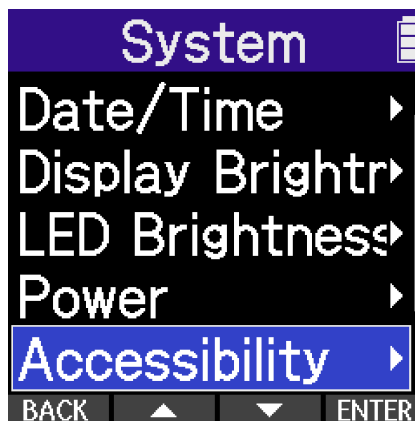 System
Date/Time
Display Brightr
LED Brightness
Power
Accessibility
BACK ENTER